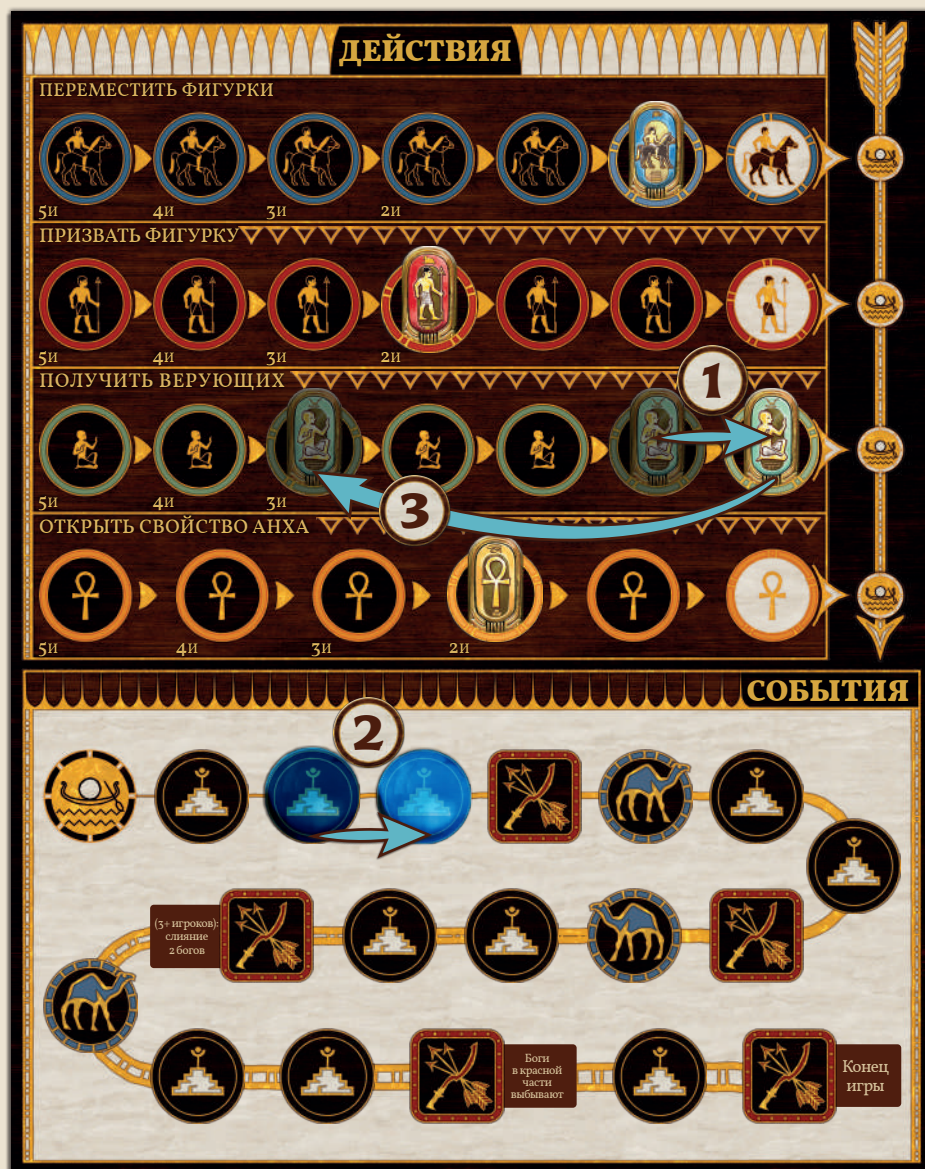 ДЕЙСТВИЯ
ПЕРЕМЕСТИТЬ ФИГУРКИ
5и 4и 3и 2и
ПРИЗВАТЬ ФИГУРКУ
5и 4и 3и 2и
ПОЛУЧИТЬ ВЕРУЮЩИХ
1
5и 4и 3и
3
ОТКРЫТЬ СВОЙСТВО АНХА
5и 4и 3и 2и
СОБЫТИЯ
2
(3+ игроков):
слияние
2 богов
Боги
в красной
части
выбывают
Конец
игры